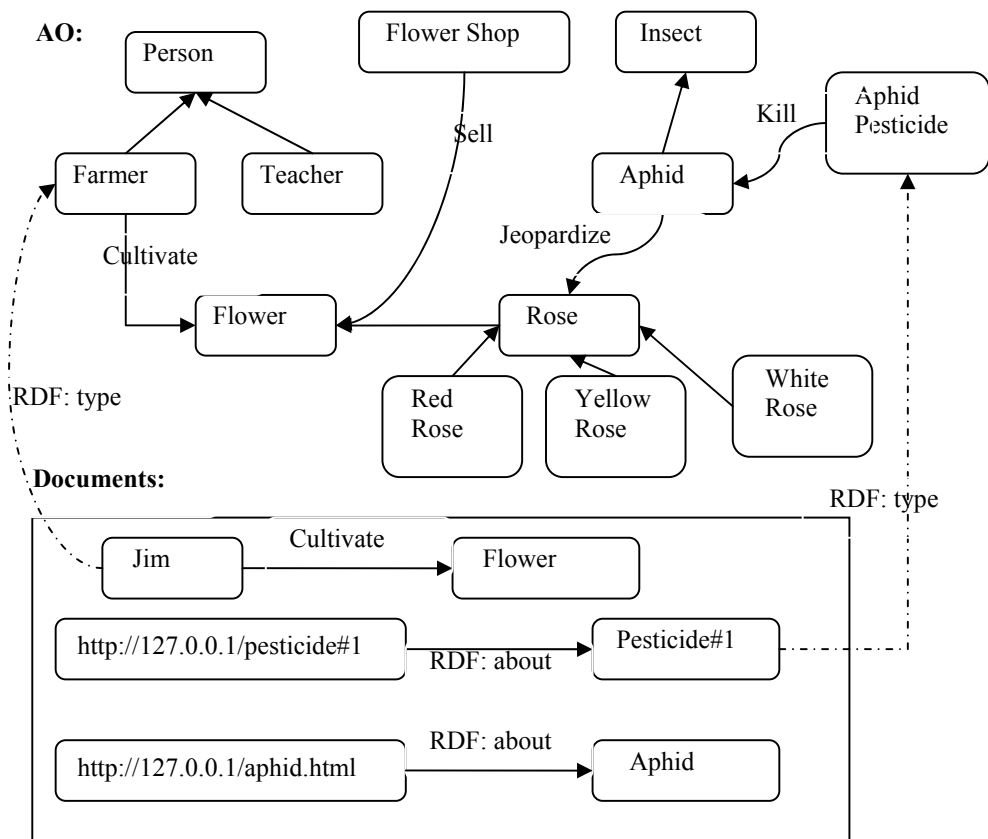 AO:
Person
Flower Shop
Insect
Aphid
Pesticide
Kill
Sell
Farmer
Teacher
Aphid
Jeopardize
Cultivate
Flower
Rose
Red
Rose
Yellow
Rose
White
Rose
RDF: type
Documents:
RDF: type
Jim
Cultivate
Flower
http://127.0.0.1/pesticide#1
RDF: about
Pesticide#1
http://127.0.0.1/aphid.html
RDF: about
Aphid